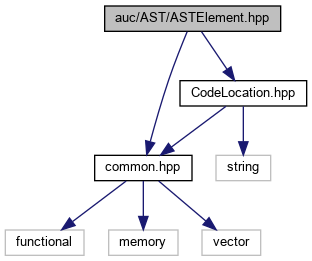 auc/AST/ASTElement.hpp
CodeLocation.hpp
common.hpp
string
functional
memory
vector